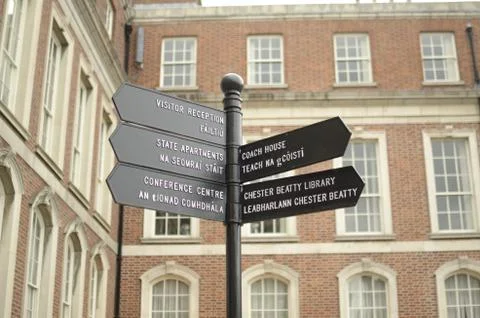 VISITOR RECEPTION
FÁILTIÚ
STATE APARTMENTS
NA SEOMRAÍ STÁIT
CONFERENCE CENTRE
AN tIONAD COMHDHÁLA
COACH HOUSE
TEACH NA gCÓISTÍ
CHESTER BEATTY LIBRARY
LEABHARLANN CHESTER BEATTY